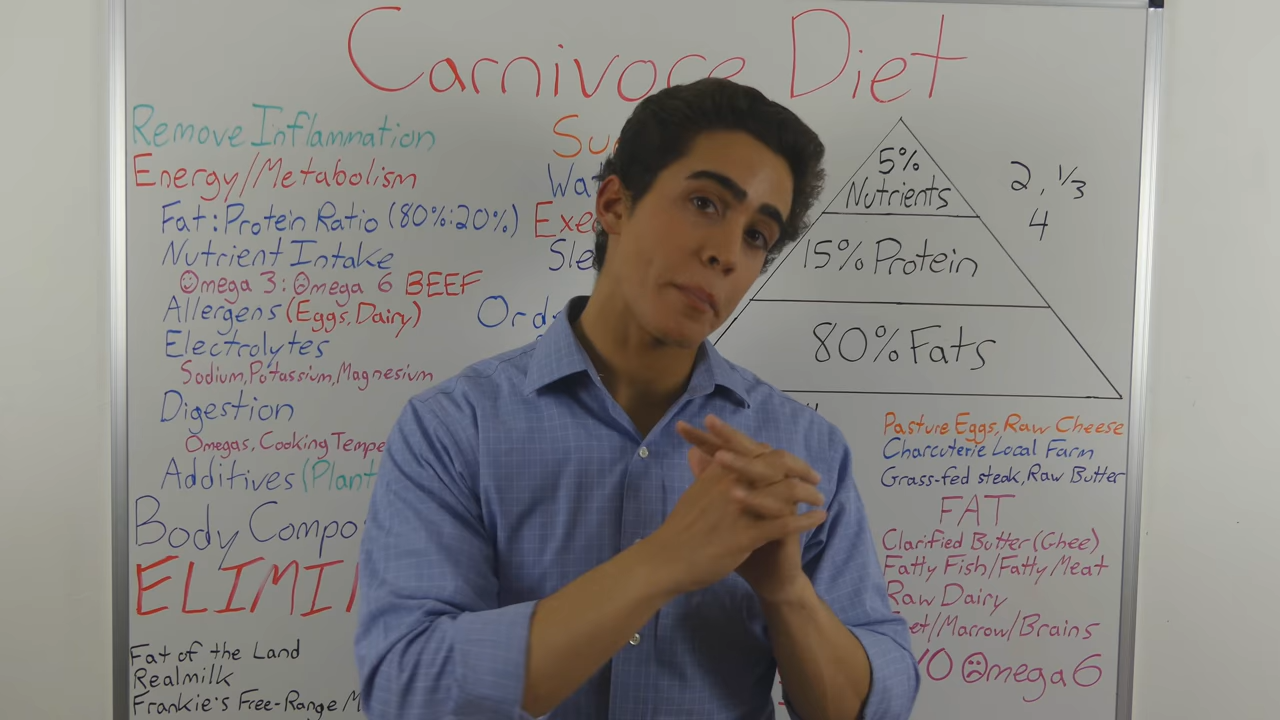 Carnivore Diet
Remove Inflammation
Energy/Metabolism
Fat:Protein Ratio (80%:20%)
Nutrient Intake
Omega 3: Omega 6 BEEF
Allergens (Eggs, Dairy)
Electrolytes
Sodium, Potassium, Magnesium
Digestion
Omegas, Cooking Tempe
Additives (Plant
Body Compo
ELIMI
Fat of the Land
Realmilk
Frankie's Free-Range M
Su
Wat
Exe
Sle
Ord
5%
Nutrients
15% Protein
80% Fats
2, 1/3
4
Pasture Eggs, Raw Cheese
Charcuterie Local Farm
Grass-fed steak, Raw Butter
FAT
Clarified Butter (Ghee)
Fatty Fish/Fatty Meat
Raw Dairy
et/Marrow/Brains
NO Omega 6